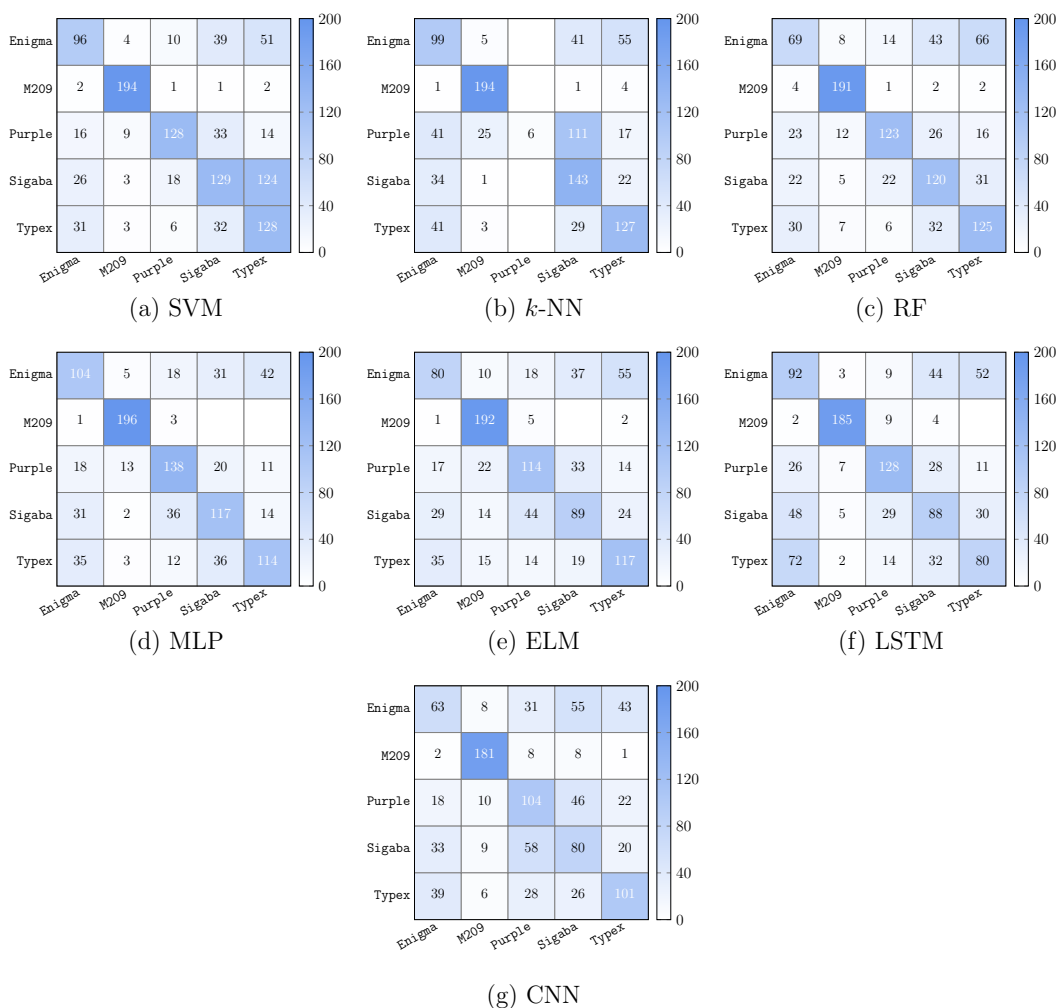 200
Enigma 96 4 10 39 51
160
M209 2 194 1 1 2
120
Purple 16 9 128 33 14
80
Sigaba 26 3 18 129 124
40
Typex 31 3 6 32 128
0
Enigma M209 Purple Sigaba Typex
(a) SVM
200
Enigma 99 5 41 55
160
M209 1 194 1 4
120
Purple 41 25 6 111 17
80
Sigaba 34 1 143 22
40
Typex 41 3 29 127
0
Enigma M209 Purple Sigaba Typex
(b) k-NN
200
Enigma 69 8 14 43 66
160
M209 4 191 1 2 2
120
Purple 23 12 123 26 16
80
Sigaba 22 5 22 120 31
40
Typex 30 7 6 32 125
0
Enigma M209 Purple Sigaba Typex
(c) RF
200
Enigma 104 5 18 31 42
160
M209 1 196 3
120
Purple 18 13 138 20 11
80
Sigaba 31 2 36 117 14
40
Typex 35 3 12 36 114
0
Enigma M209 Purple Sigaba Typex
(d) MLP
200
Enigma 80 10 18 37 55
160
M209 1 192 5 2
120
Purple 17 22 114 33 14
80
Sigaba 29 14 44 89 24
40
Typex 35 15 14 19 117
0
Enigma M209 Purple Sigaba Typex
(e) ELM
200
Enigma 92 3 9 44 52
160
M209 2 185 9 4
120
Purple 26 7 128 28 11
80
Sigaba 48 5 29 88 30
40
Typex 72 2 14 32 80
0
Enigma M209 Purple Sigaba Typex
(f) LSTM
200
Enigma 63 8 31 55 43
160
M209 2 181 8 8 1
120
Purple 18 10 104 46 22
80
Sigaba 33 9 58 80 20
40
Typex 39 6 28 26 101
0
Enigma M209 Purple Sigaba Typex
(g) CNN